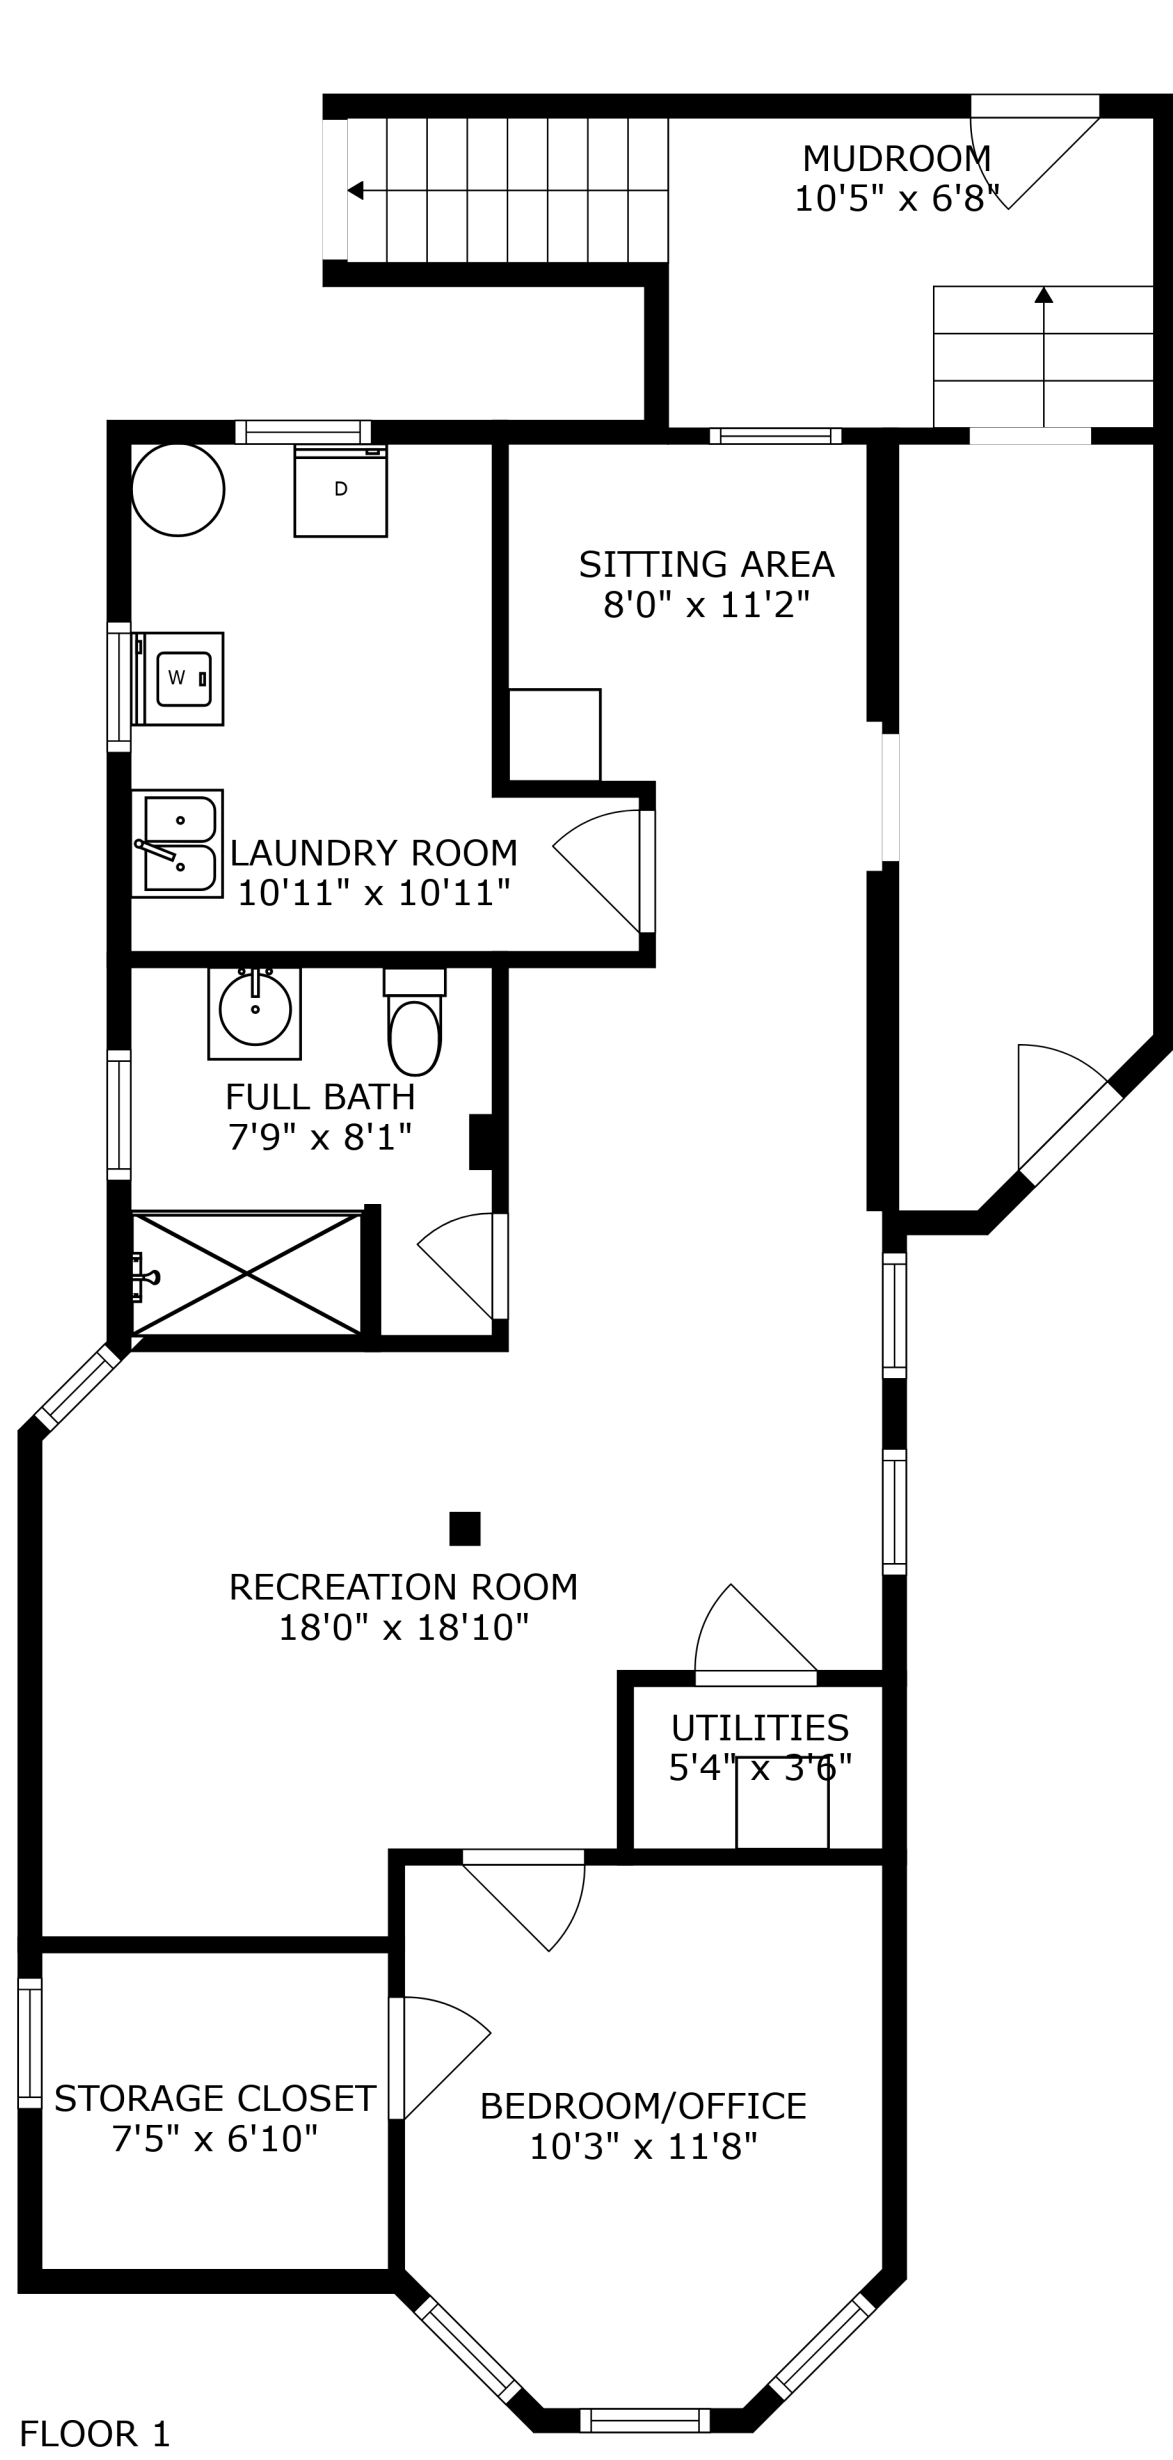 MUDROOM
10'5" x 6'8"
D
SITTING AREA
8'0" x 11'2"
W
LAUNDRY ROOM
10'11" x 10'11"
FULL BATH
7'9" x 8'1"
RECREATION ROOM
18'0" x 18'10"
UTILITIES
5'4" x 3'6"
STORAGE CLOSET
7'5" x 6'10"
BEDROOM/OFFICE
10'3" x 11'8"
FLOOR 1